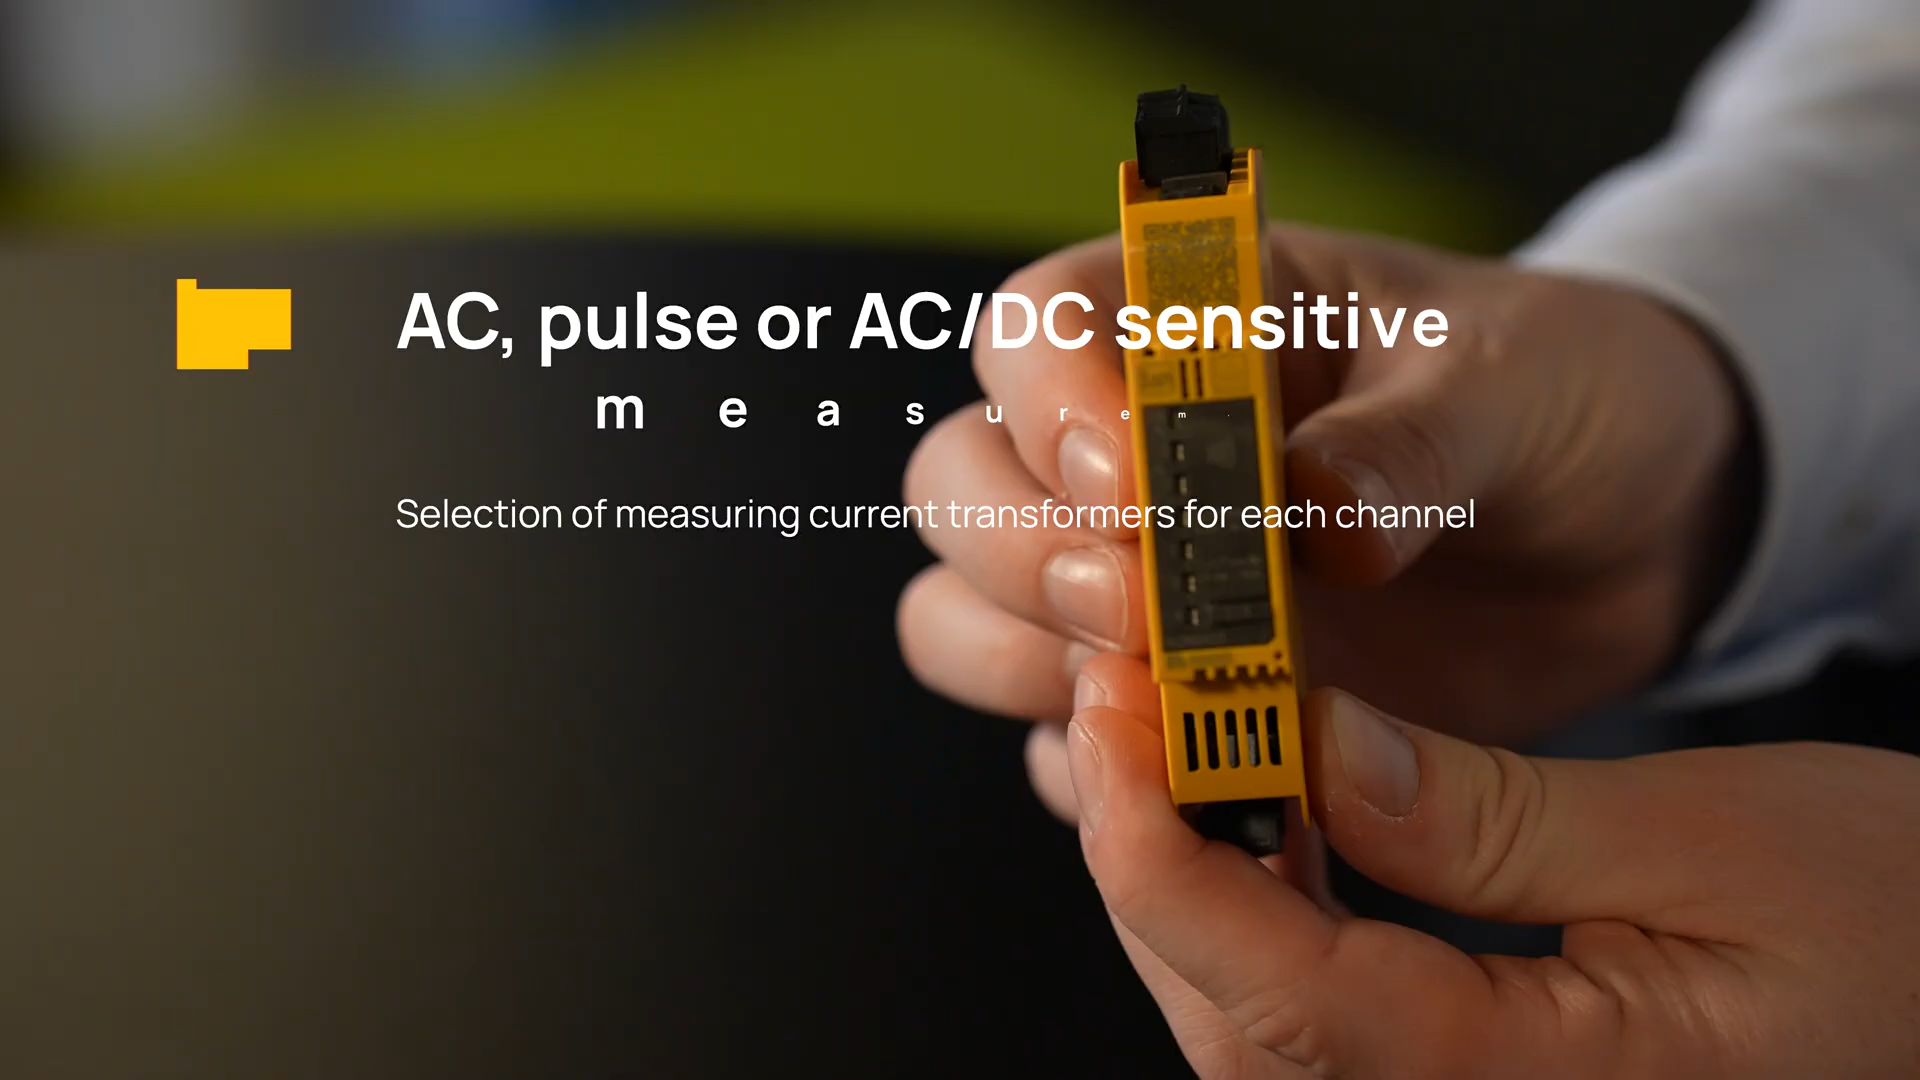 AC, pulse or AC/DC sensitive
m e a s u r e m
Selection of measuring current transformers for each channel